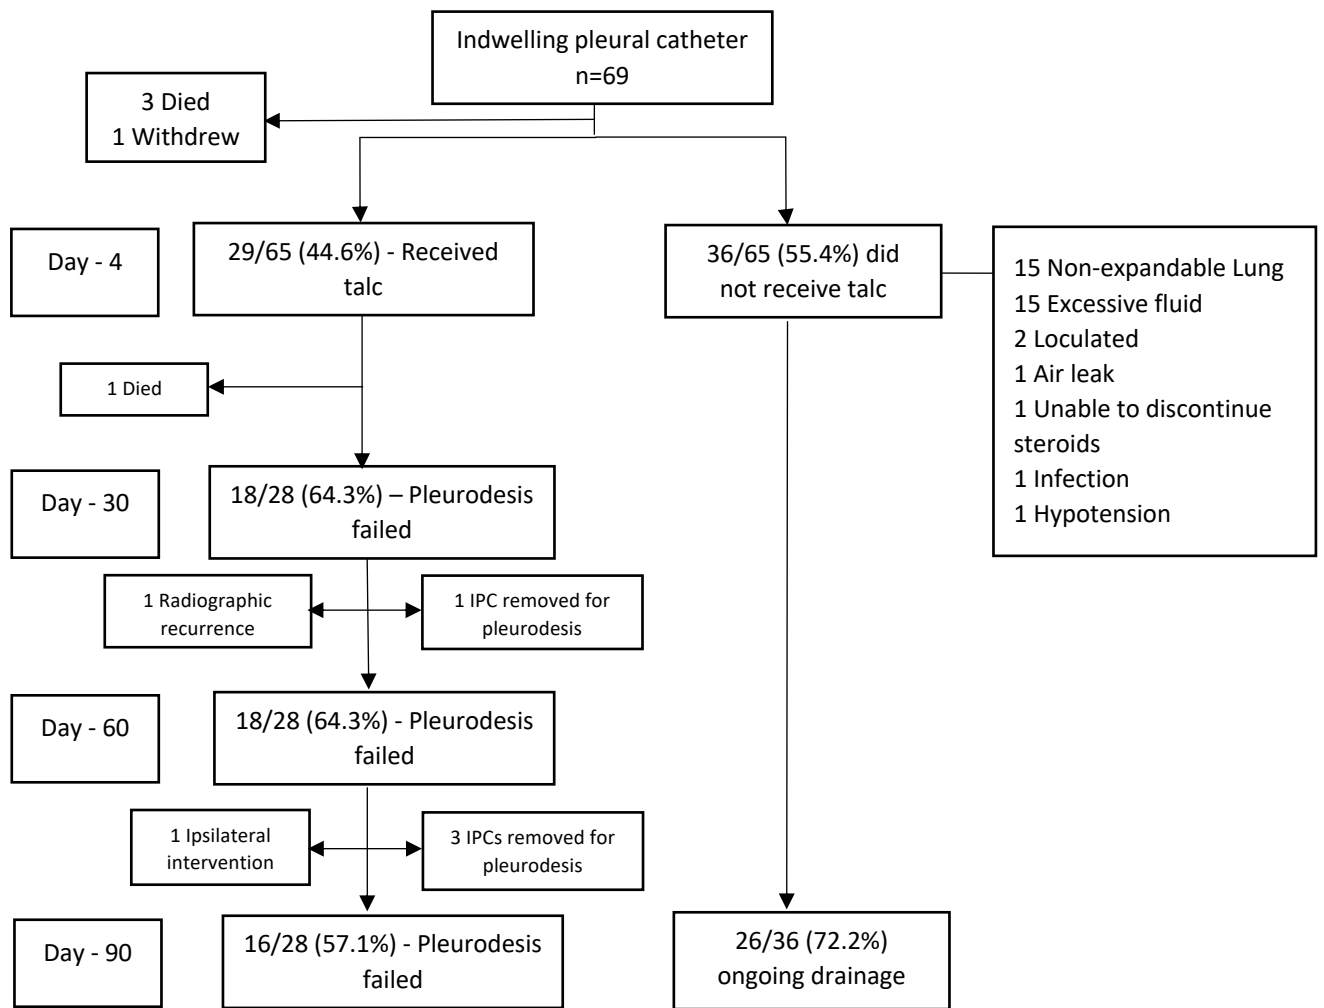 Indwelling pleural catheter
n=69
3 Died
1 Withdrew
Day - 4
29/65 (44.6%) - Received
talc
36/65 (55.4%) did
not receive talc
15 Non-expandable Lung
15 Excessive fluid
2 Loculated
1 Air leak
1 Unable to discontinue
steroids
1 Infection
1 Hypotension
1 Died
Day - 30
18/28 (64.3%) – Pleurodesis
failed
1 Radiographic
recurrence
1 IPC removed for
pleurodesis
Day - 60
18/28 (64.3%) - Pleurodesis
failed
1 Ipsilateral
intervention
3 IPCs removed for
pleurodesis
Day - 90
16/28 (57.1%) - Pleurodesis
failed
26/36 (72.2%)
ongoing drainage